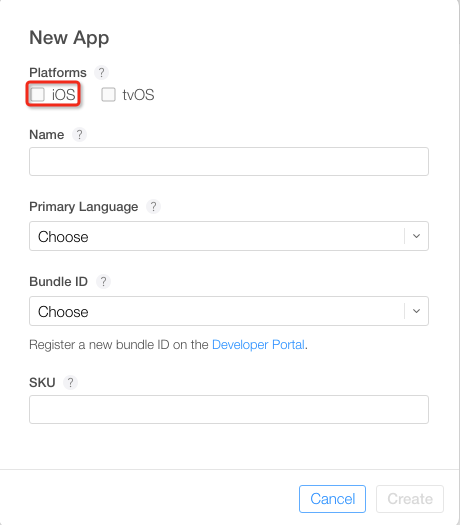 New App
Platforms ?
iOS tvOS
Name ?
Primary Language ?
Choose
Bundle ID ?
Choose
Register a new bundle ID on the Developer Portal.
SKU ?
Cancel Create